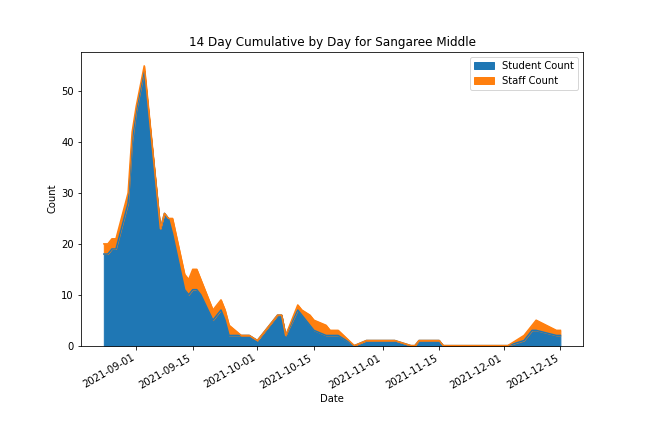 14 Day Cumulative by Day for Sangaree Middle
Student Count
Staff Count
Count
50
40
30
20
10
0
2021-09-01
2021-09-15
2021-10-01
2021-10-15
2021-11-01
2021-11-15
2021-12-01
2021-12-15
Date